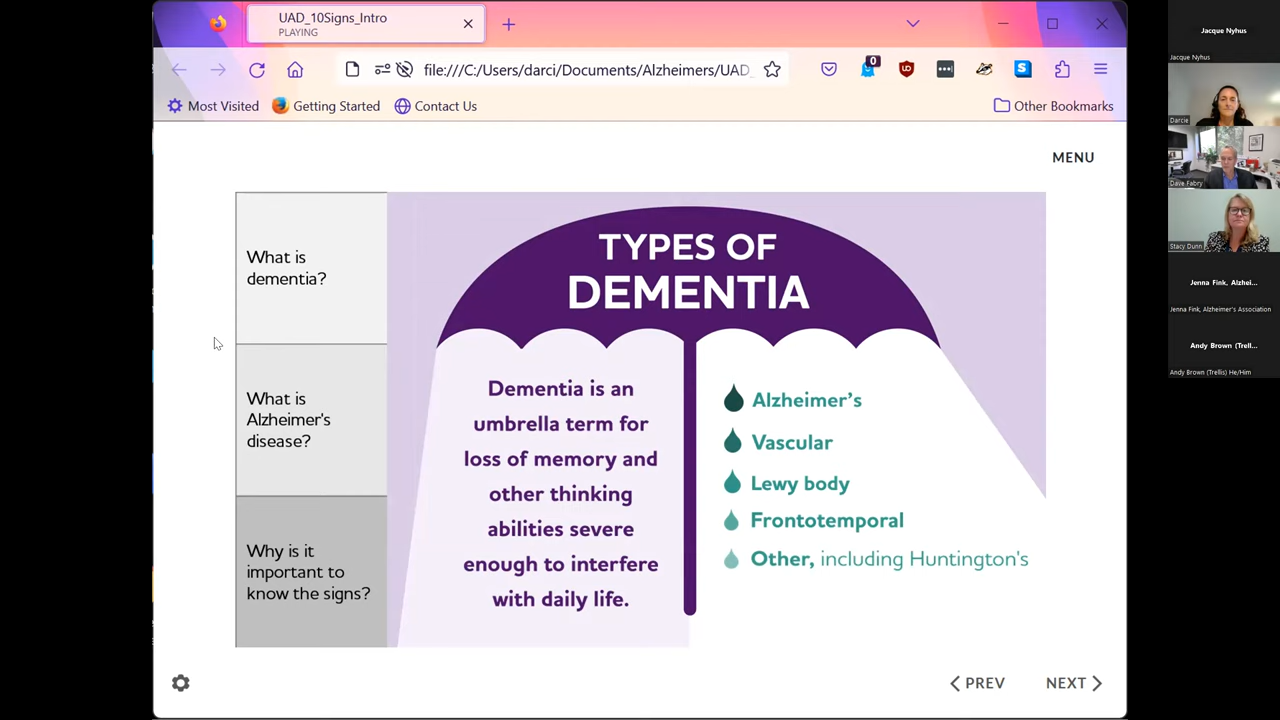 UAD_10Signs_Intro
PLAYING
file:///C:/Users/darci/Documents/Alzheimers/UAD_
0
Most Visited
Getting Started
Contact Us
Other Bookmarks
MENU
What is
dementia?
What is
Alzheimer's
disease?
Why is it
important to
know the signs?
TYPES OF
DEMENTIA
Dementia is an
umbrella term for
loss of memory and
other thinking
abilities severe
enough to interfere
with daily life.
Alzheimer's
Vascular
Lewy body
Frontotemporal
Other, including Huntington's
PREV
NEXT
Jacque Nyhus
Jacque Nyhus
Darcie
Dave Fabry
Stacy Dunn
Jenna Fink, Alzhei...
Jenna Fink, Alzheimer's Association
Andy Brown (Trell...
Andy Brown (Trellis) He/Him